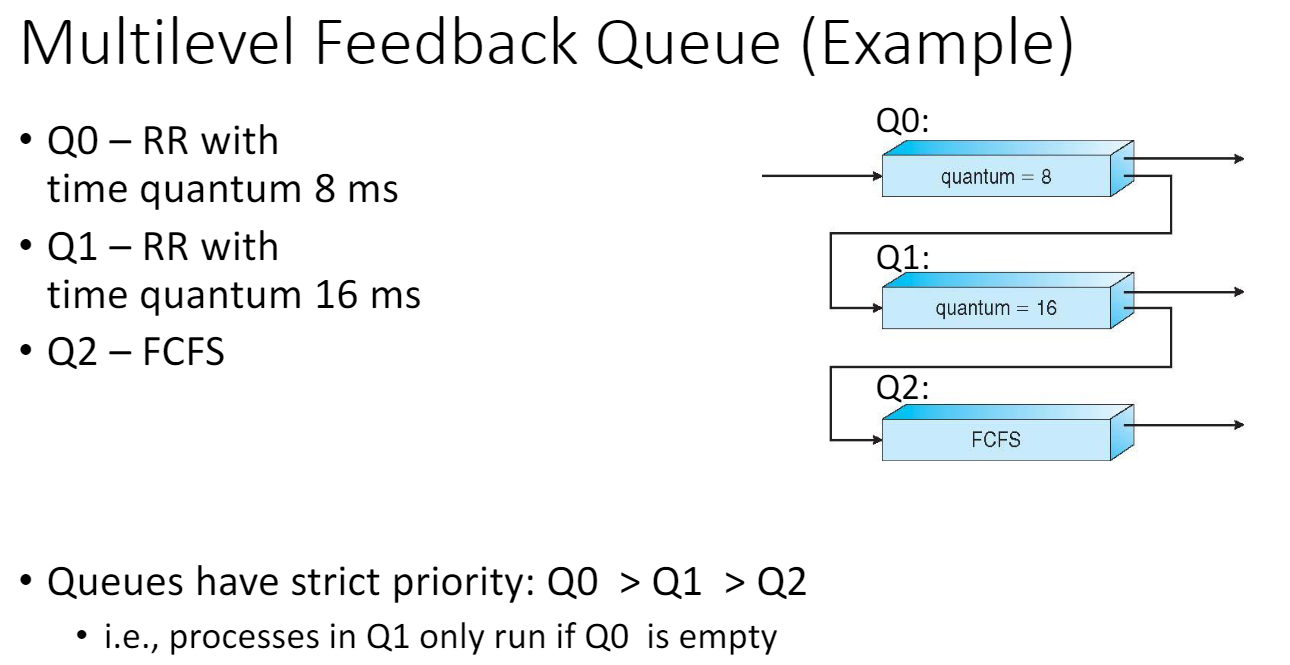 Multilevel Feedback Queue (Example)
• Q0 – RR with
time quantum 8 ms
• Q1 – RR with
time quantum 16 ms
• Q2 – FCFS
Q0:
quantum = 8
Q1:
quantum = 16
Q2:
FCFS
• Queues have strict priority: Q0 > Q1 > Q2
• i.e., processes in Q1 only run if Q0 is empty